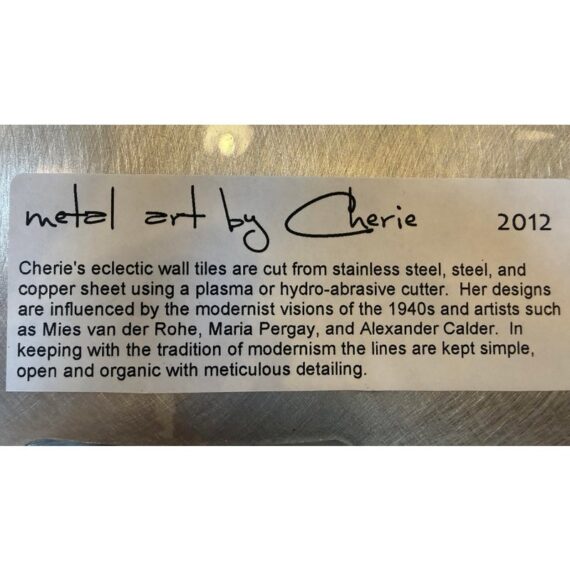 metal art by Cherie 2012
Cherie's eclectic wall tiles are cut from stainless steel, steel, and
copper sheet using a plasma or hydro-abrasive cutter.  Her designs
are influenced by the modernist visions of the 1940s and artists such
as Mies van der Rohe, Maria Pergay, and Alexander Calder.  In
keeping with the tradition of modernism the lines are kept simple,
open and organic with meticulous detailing.